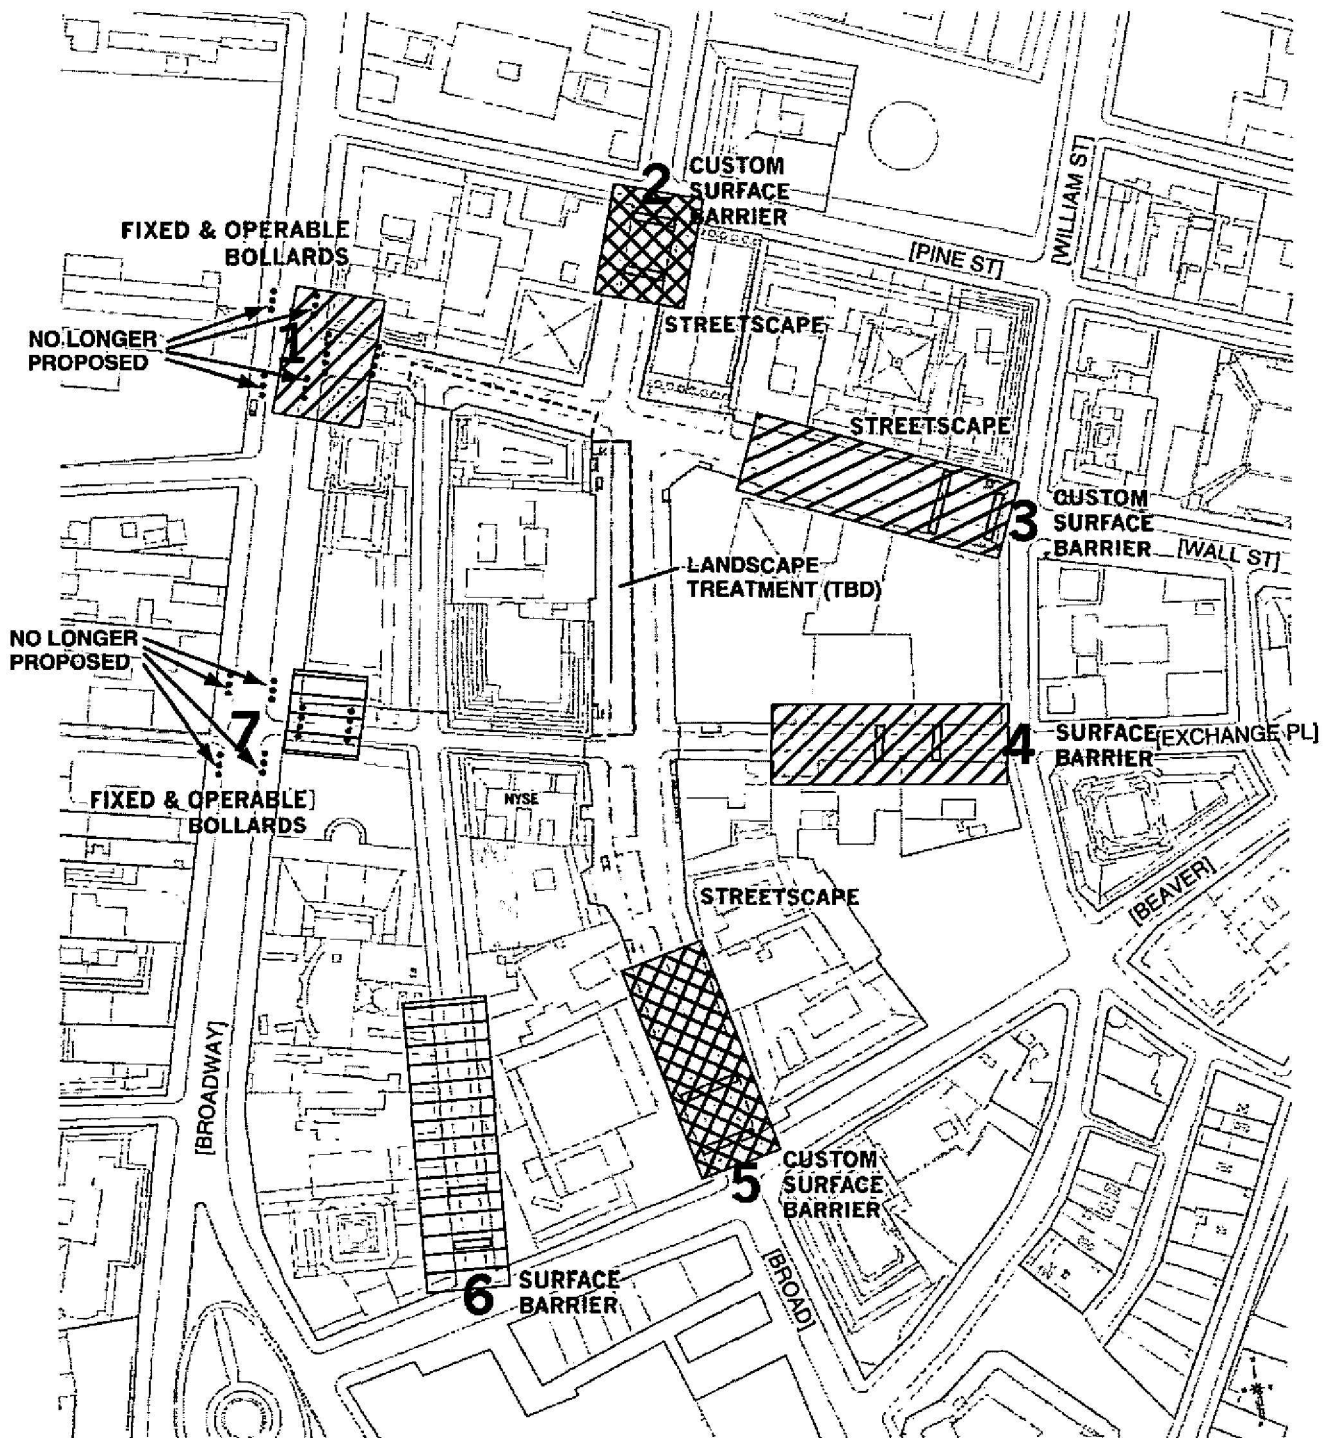 2 CUSTOM
SURFACE
BARRIER
[WILLIAM ST]
FIXED & OPERABLE
BOLLARDS
[PINE ST]
NO LONGER
PROPOSED
1
STREETSCAPE
STREETSCAPE
3 CUSTOM
SURFACE
BARRIER
[WALL ST]
LANDSCAPE
TREATMENT (TBD)
NO LONGER
PROPOSED
7
4 SURFACE
BARRIER
[EXCHANGE PL]
FIXED & OPERABLE
BOLLARDS
NYSE
STREETSCAPE
[BEAVER]
[BROADWAY]
5 CUSTOM
SURFACE
BARRIER
[BROAD]
6 SURFACE
BARRIER